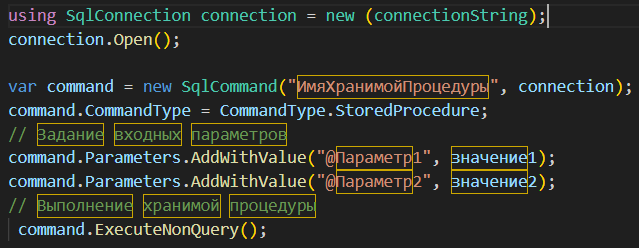 using SqlConnection connection = new (connectionString);
connection.Open();
var command = new SqlCommand("ИмяХранимойПроцедуры", connection);
command.CommandType = CommandType.StoredProcedure;
// Задание входных параметров
command.Parameters.AddWithValue("@Параметр1", значение1);
command.Parameters.AddWithValue("@Параметр2", значение2);
// Выполнение хранимой процедуры
command.ExecuteNonQuery();